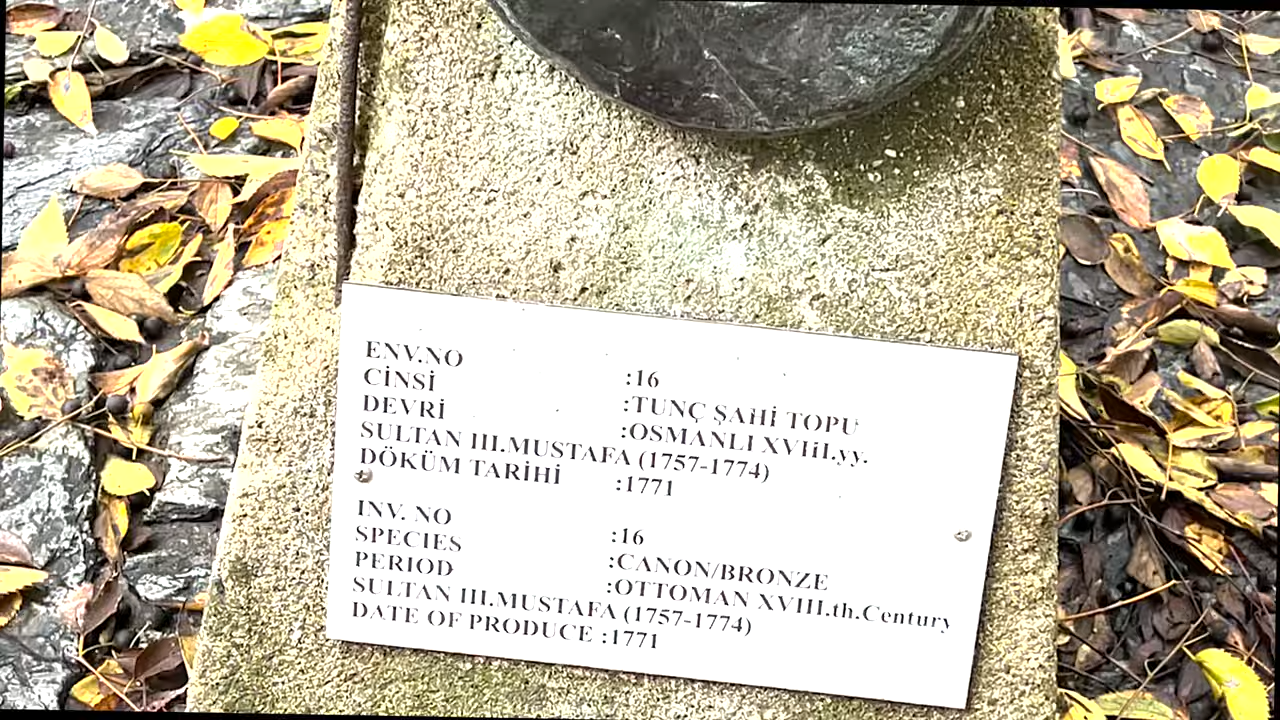 ENV.NO :16
CİNSİ :TUNÇ ŞAHİ TOPU
DEVRİ :OSMANLI XVIII.yy.
SULTAN III.MUSTAFA (1757-1774)
DÖKÜM TARİHİ :1771
INV. NO :16
SPECIES :CANON/BRONZE
PERIOD :OTTOMAN XVIII.th.Century
SULTAN III.MUSTAFA (1757-1774)
DATE OF PRODUCE :1771